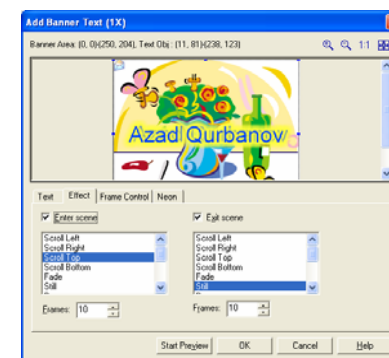 Add Banner Text (1X)
Banner Area: (0, 0)-(250, 204), Text Obj.: (11, 81)-(238, 123)
1:1
Azad Qurbanov
Text Effect Frame Control Neon
Enter scene Exit scene
Scroll Left Scroll Left
Scroll Right Scroll Right
Scroll Top Scroll Top
Scroll Bottom Scroll Bottom
Fade Fade
Still Still
Frames: 10 Frames: 10
Start Preview OK Cancel Help